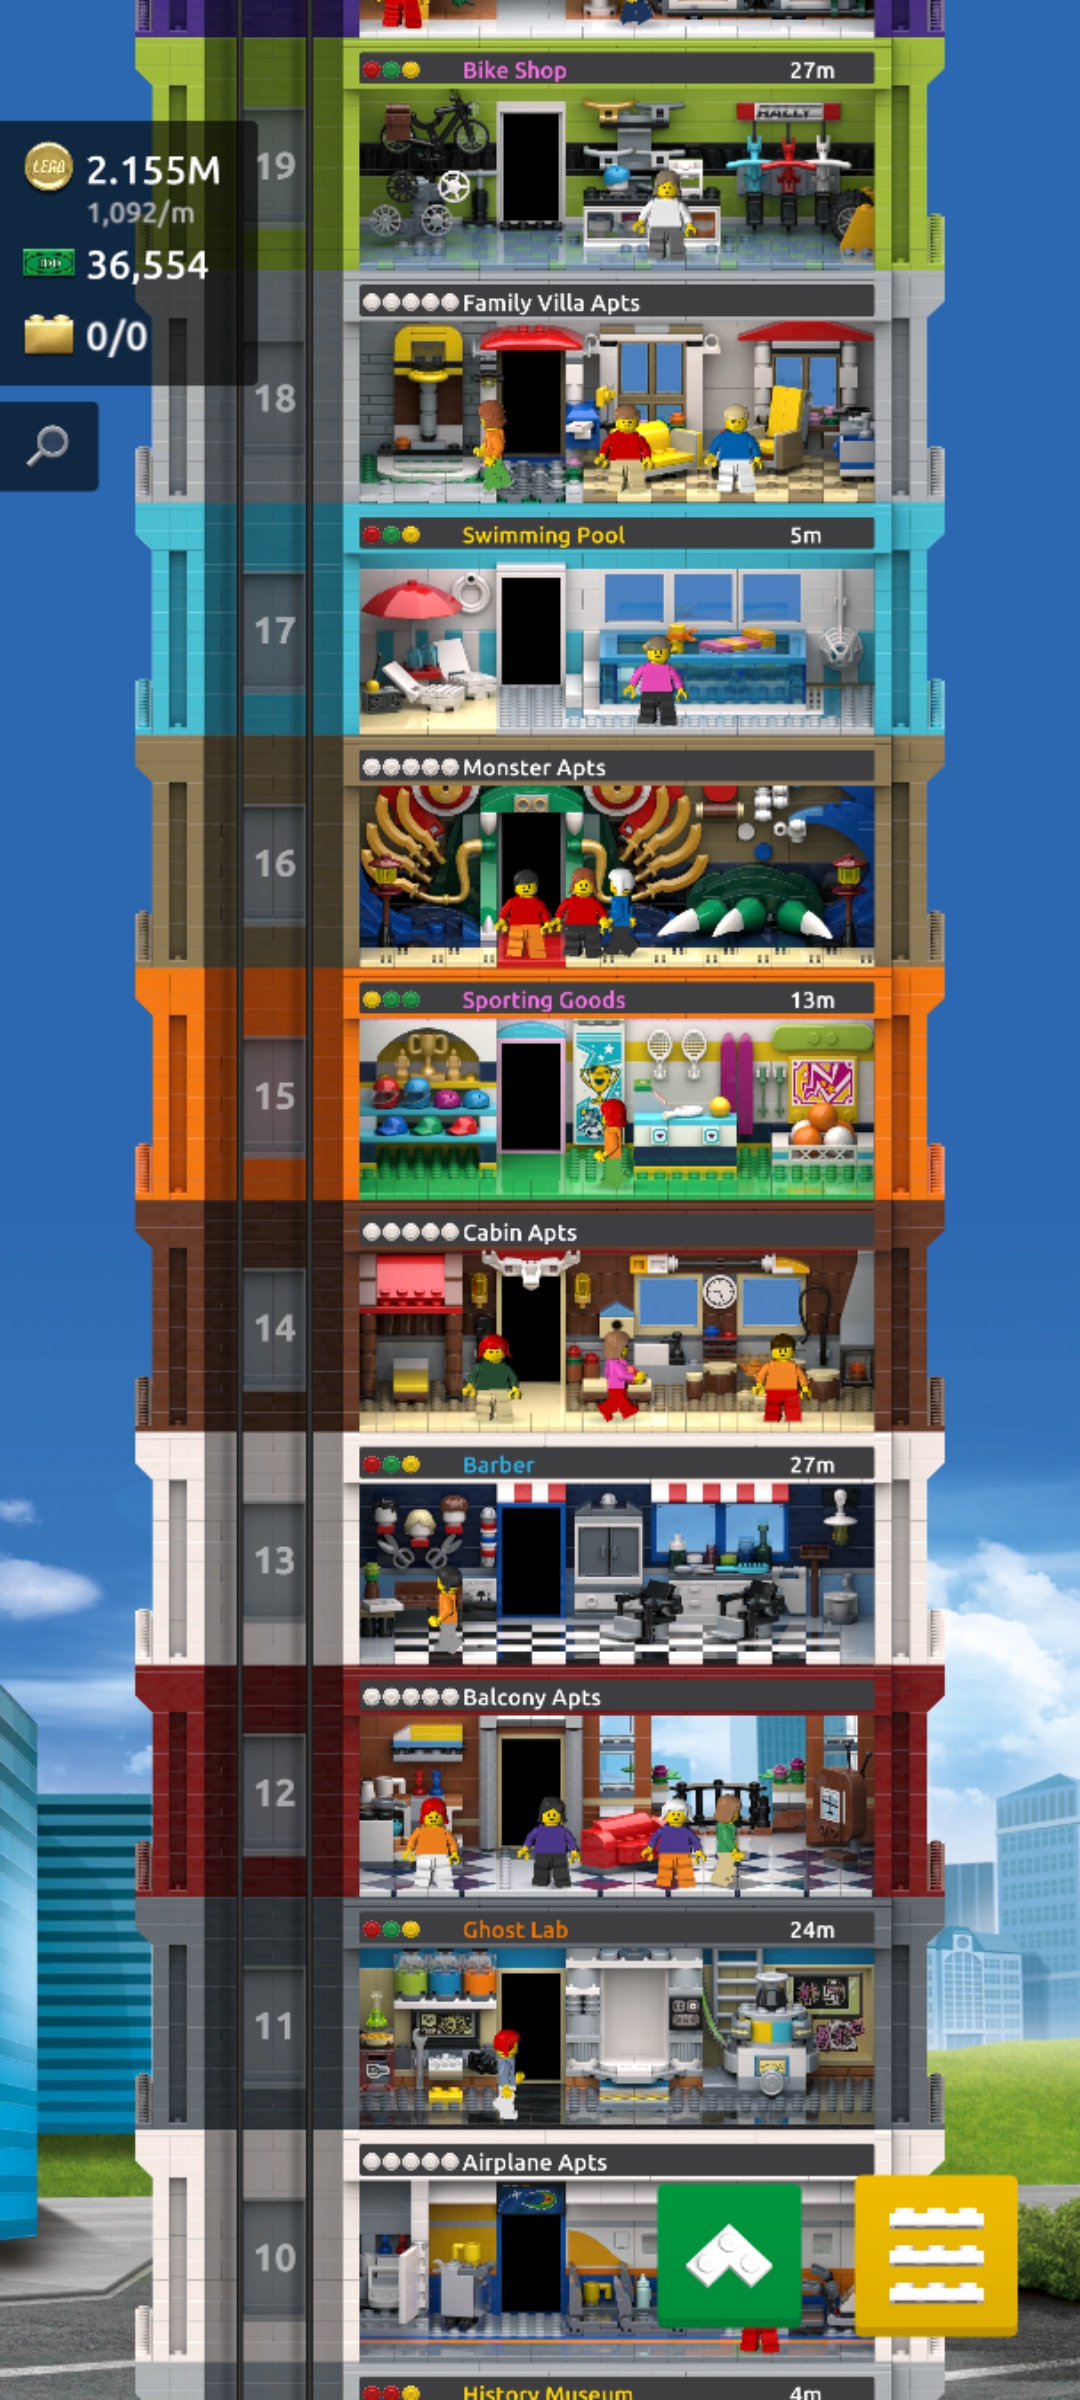 Bike Shop 27m
RALLY
19
LEGO
2.155M
1,092/m
36,554
0/0
Family Villa Apts
18
Swimming Pool 5m
17
Monster Apts
16
Sporting Goods 13m
15
Cabin Apts
14
Barber 27m
13
Balcony Apts
12
Ghost Lab 24m
11
Airplane Apts
10
History Museum 4m